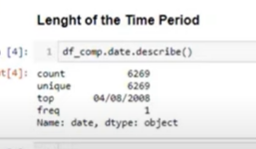 Lenght of the Time Period
[4]: 1 df_comp.date.describe()
t[4]: count 6269
unique 6269
top 04/08/2008
freq 1
Name: date, dtype: object